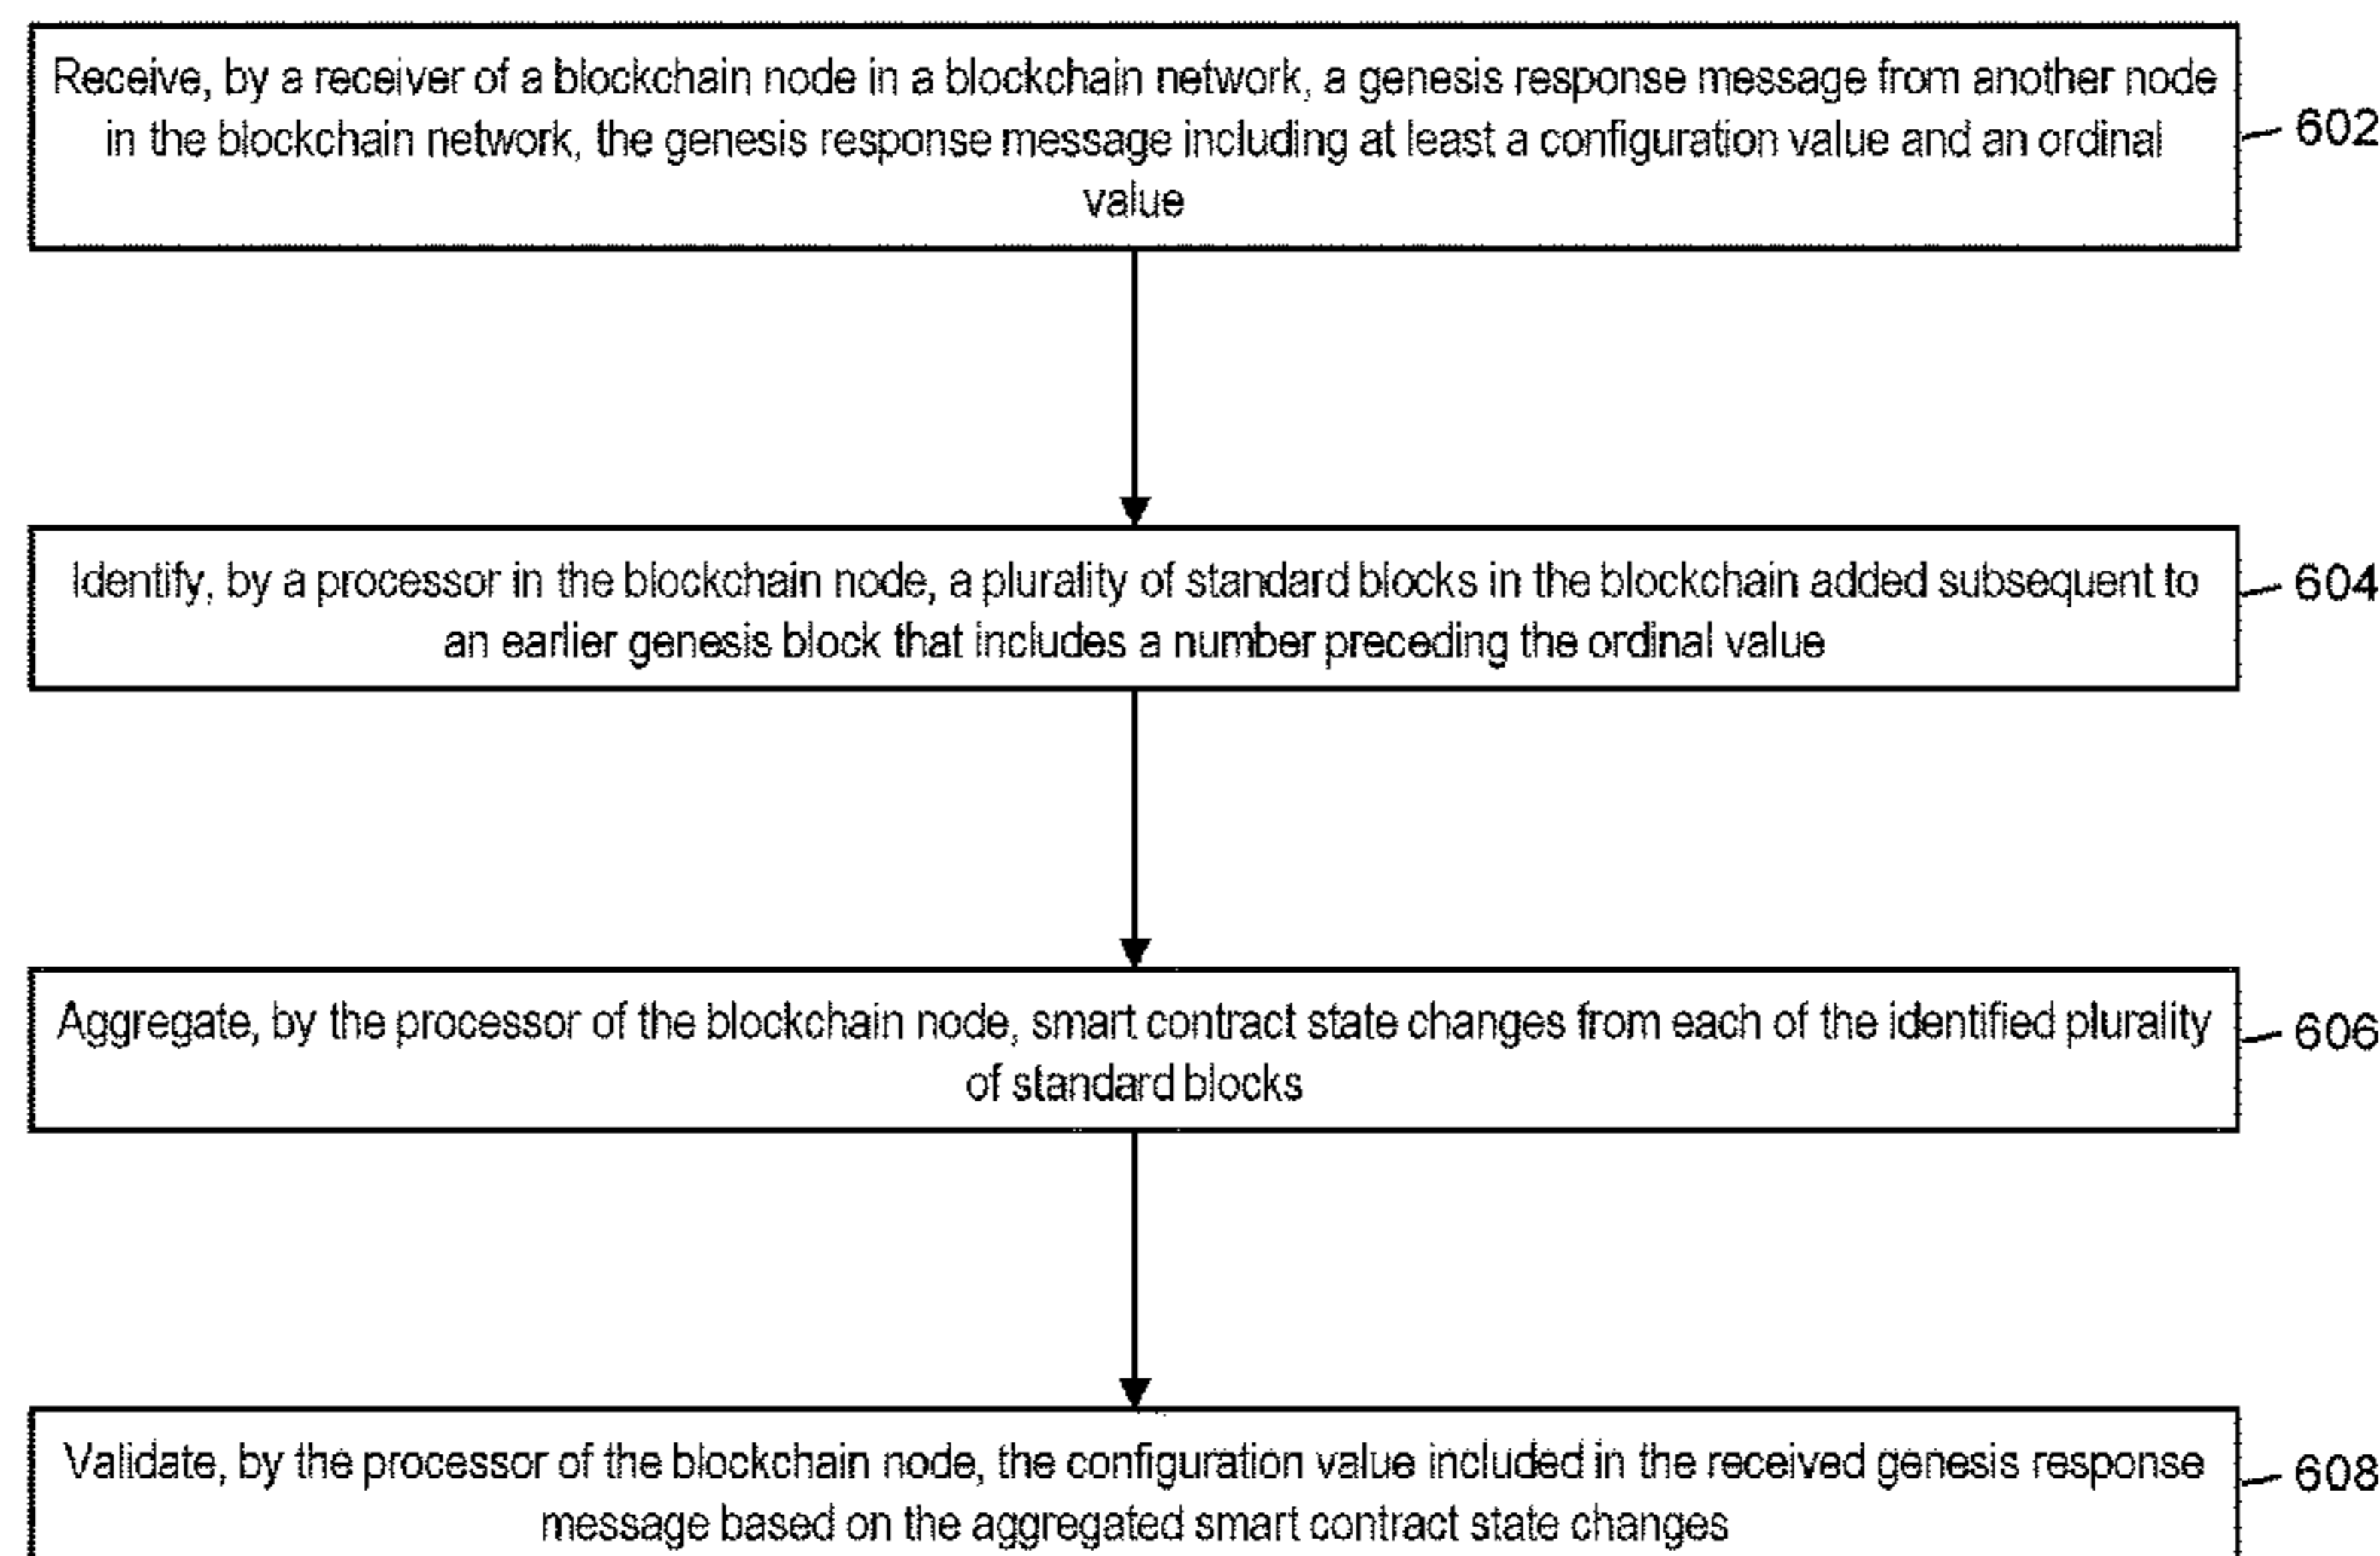 Receive, by a receiver of a blockchain node in a blockchain network, a genesis response message from another node
in the blockchain network, the genesis response message including at least a configuration value and an ordinal
value
602
Identify, by a processor in the blockchain node, a plurality of standard blocks in the blockchain added subsequent to
an earlier genesis block that includes a number preceding the ordinal value
604
Aggregate, by the processor of the blockchain node, smart contract state changes from each of the identified plurality
of standard blocks
606
Validate, by the processor of the blockchain node, the configuration value included in the received genesis response
message based on the aggregated smart contract state changes
608